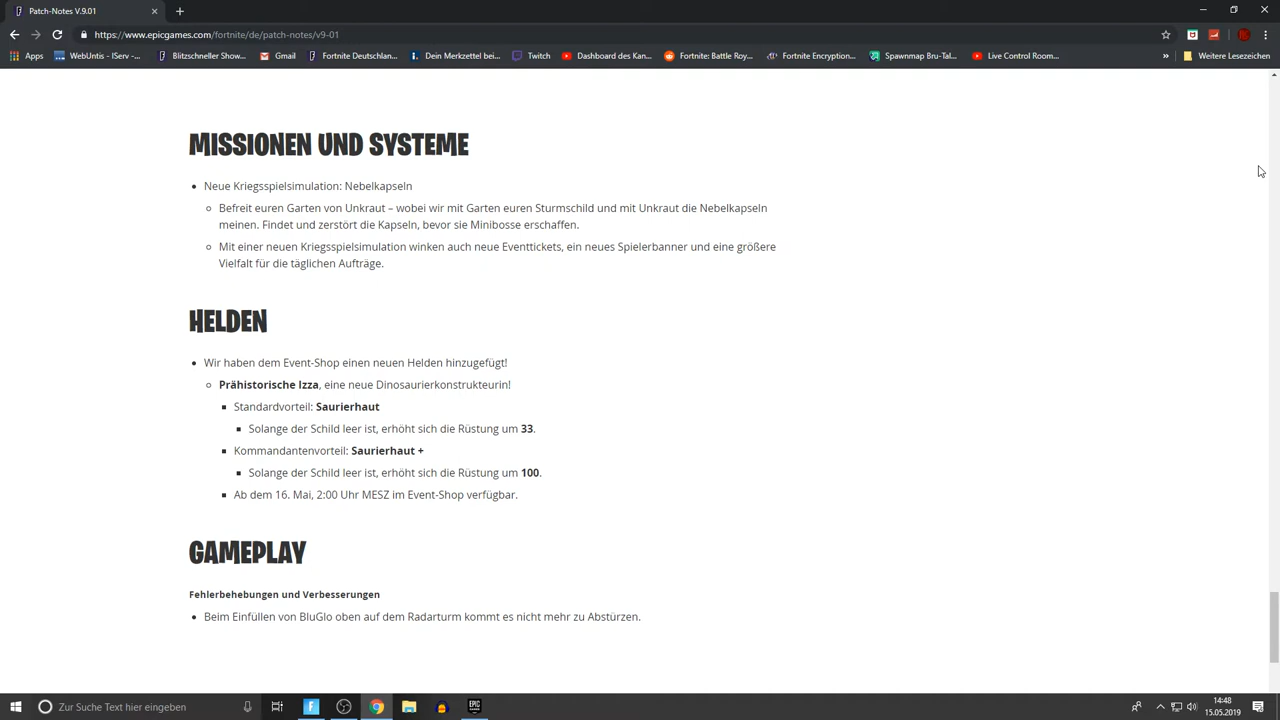 Patch-Notes V.9.01
https://www.epicgames.com/fortnite/de/patch-notes/v9-01
Apps
WebUntis - IServ -...
Blitzschneller Show...
Gmail
Fortnite Deutschlan...
Dein Merkzettel bei...
Twitch
Dashboard des Kan...
Fortnite: Battle Roy...
Fortnite Encryption...
Spawnmap Bru-Tal...
Live Control Room...
»
Weitere Lesezeichen
MISSIONEN UND SYSTEME
Neue Kriegsspielsimulation: Nebelkapseln
Befreit euren Garten von Unkraut – wobei wir mit Garten euren Sturmschild und mit Unkraut die Nebelkapseln
meinen. Findet und zerstört die Kapseln, bevor sie Minibosse erschaffen.
Mit einer neuen Kriegsspielsimulation winken auch neue Eventtickets, ein neues Spielerbanner und eine größere
Vielfalt für die täglichen Aufträge.
HELDEN
Wir haben dem Event-Shop einen neuen Helden hinzugefügt!
Prähistorische Izza, eine neue Dinosaurierkonstrukteurin!
Standardvorteil: Saurierhaut
Solange der Schild leer ist, erhöht sich die Rüstung um 33.
Kommandantenvorteil: Saurierhaut +
Solange der Schild leer ist, erhöht sich die Rüstung um 100.
Ab dem 16. Mai, 2:00 Uhr MESZ im Event-Shop verfügbar.
GAMEPLAY
Fehlerbehebungen und Verbesserungen
Beim Einfüllen von BluGlo oben auf dem Radarturm kommt es nicht mehr zu Abstürzen.
Zur Suche Text hier eingeben
EPIC
14:48
15.05.2019